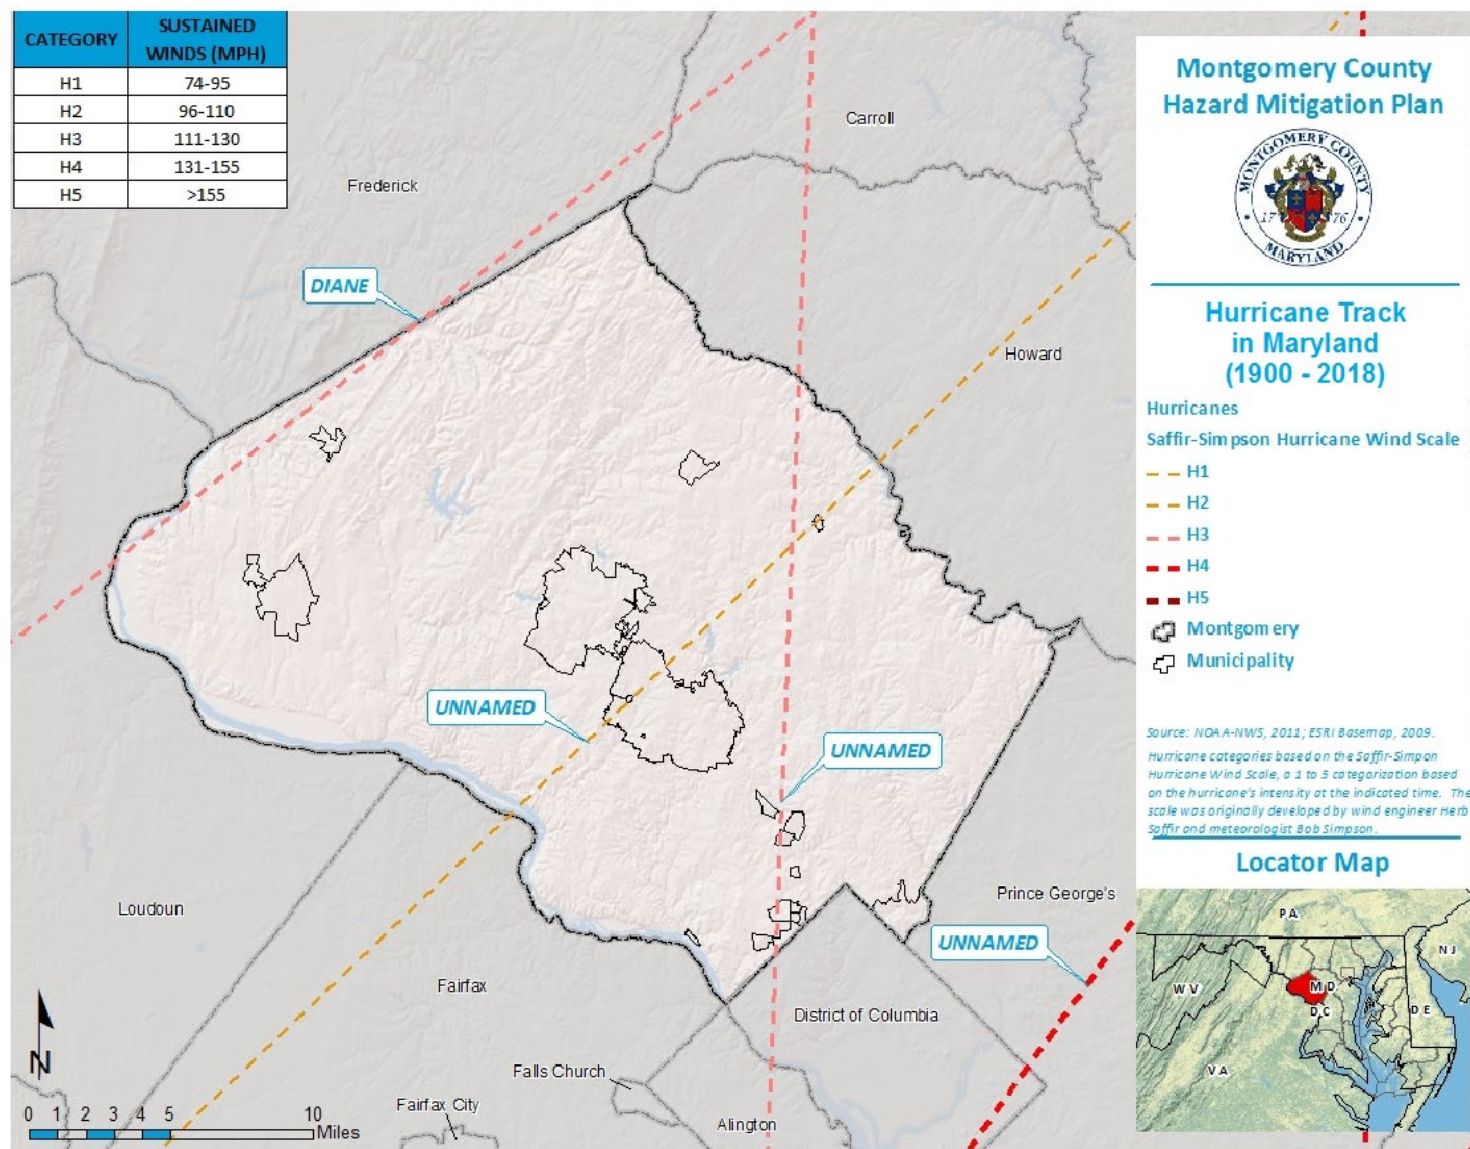 CATEGORY SUSTAINED WINDS (MPH)
H1 74-95
H2 96-110
H3 111-130
H4 131-155
H5 >155
Carroll
Frederick
DIANE
Howard
UNNAMED
UNNAMED
Prince George's
UNNAMED
Loudoun
Fairfax
District of Columbia
Falls Church
Fairfax City
Alington
N
0 1 2 3 4 5 10
Miles
Montgomery County
Hazard Mitigation Plan
MONTGOMERY COUNTY
17 76
MARYLAND
Hurricane Track
in Maryland
(1900 - 2018)
Hurricanes
Saffir-Simpson Hurricane Wind Scale
H1
H2
H3
H4
H5
Montgomery
Municipality
Source: NOAA-NWS, 2011; ESRI Basemap, 2009.
Hurricane categories based on the Saffir-Simpon
Hurricane Wind Scale, a 1 to 5 categorization based
on the hurricane's intensity at the indicated time. The
scale was originally developed by wind engineer Herb
Saffir and meteorologist Bob Simpson.
Locator Map
PA
NJ
WV
MD
DC
DE
VA